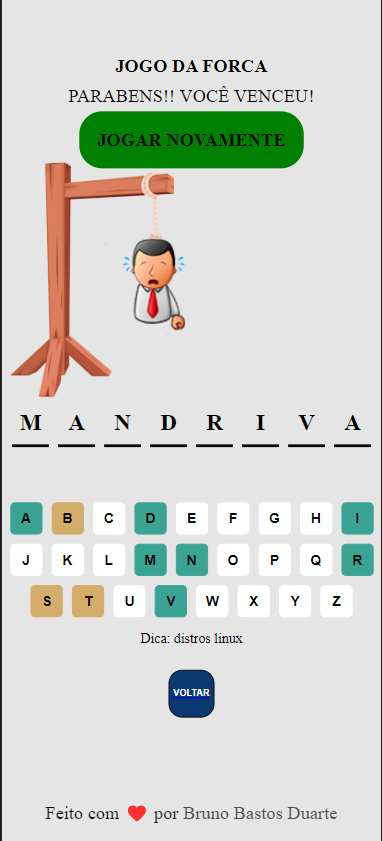 JOGO DA FORCA
PARABENS!! VOCÊ VENCEU!
JOGAR NOVAMENTE
M A N D R I V A
A B C D E F G H I
J K L M N O P Q R
S T U V W X Y Z
Dica: distros linux
VOLTAR
Feito com ❤️ por Bruno Bastos Duarte